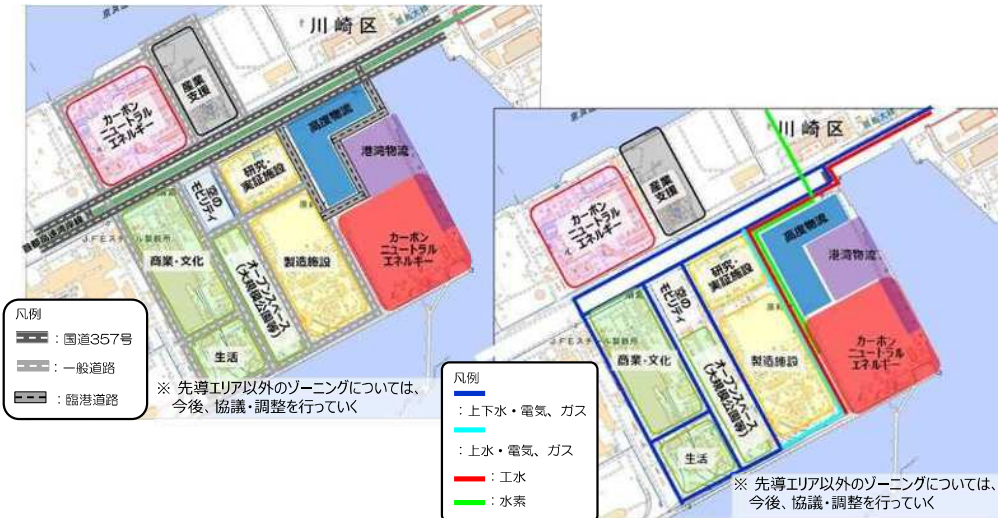 川崎区
産業
支援
カーボン
ニュートラル
エネルギー
高度物流
港湾物流
研究・
実証施設
空の
モビリティ
カーボン
ニュートラル
エネルギー
JFEスチール製鉄所
商業・文化
オープンスペース
(大規模公園等)
製造施設
生活
凡例
：国道357号
：一般道路
：臨港道路
※ 先導エリア以外のゾーニングについては、
今後、協議・調整を行っていく
川崎区
産業
支援
カーボン
ニュートラル
エネルギー
高度物流
港湾物流
研究・
実証施設
空の
モビリティ
カーボン
ニュートラル
エネルギー
商業・文化
オープンスペース
(大規模公園等)
製造施設
生活
凡例
：上下水・電気、ガス
：上水・電気、ガス
：工水
：水素
※ 先導エリア以外のゾーニングについては、
今後、協議・調整を行っていく